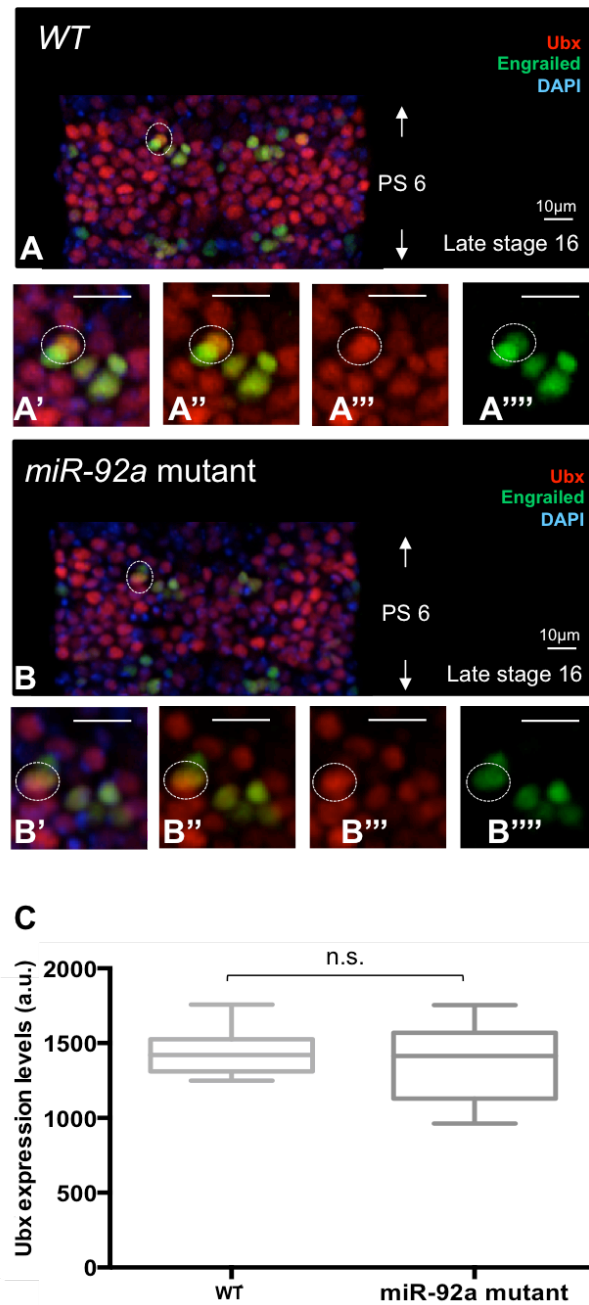 WT
Ubx
Engrailed
DAPI
PS 6
10µm
Late stage 16
A
A’
A’’
A’’’
A’’’’
miR-92a mutant
Ubx
Engrailed
DAPI
PS 6
10µm
Late stage 16
B
B’
B’’
B’’’
B’’’’
C
n.s.
Ubx expression levels (a.u.)
2000
1500
1000
500
0
WT
miR-92a mutant